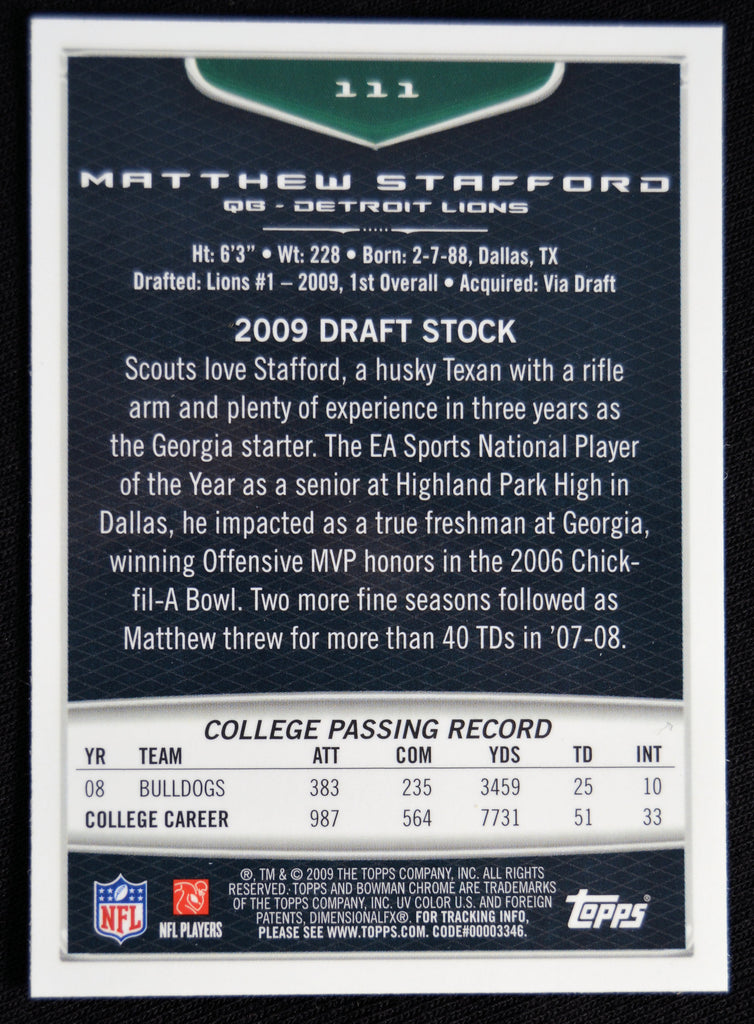 111
MATTHEW STAFFORD
QB - DETROIT LIONS
Ht: 6'3" • Wt: 228 • Born: 2-7-88, Dallas, TX
Drafted: Lions #1 – 2009, 1st Overall • Acquired: Via Draft
2009 DRAFT STOCK
Scouts love Stafford, a husky Texan with a rifle
arm and plenty of experience in three years as
the Georgia starter. The EA Sports National Player
of the Year as a senior at Highland Park High in
Dallas, he impacted as a true freshman at Georgia,
winning Offensive MVP honors in the 2006 Chick-
fil-A Bowl. Two more fine seasons followed as
Matthew threw for more than 40 TDs in '07-08.
COLLEGE PASSING RECORD
YR TEAM ATT COM YDS TD INT
08 BULLDOGS 383 235 3459 25 10
COLLEGE CAREER 987 564 7731 51 33
®, TM & © 2009 THE TOPPS COMPANY, INC. ALL RIGHTS
RESERVED. TOPPS AND BOWMAN CHROME ARE TRADEMARKS
OF THE TOPPS COMPANY, INC. UV COLOR U.S. AND FOREIGN
PATENTS, DIMENSIONALFX®. FOR TRACKING INFO,
PLEASE SEE WWW.TOPPS.COM. CODE#00003346.
NFL
NFL PLAYERS
Topps®